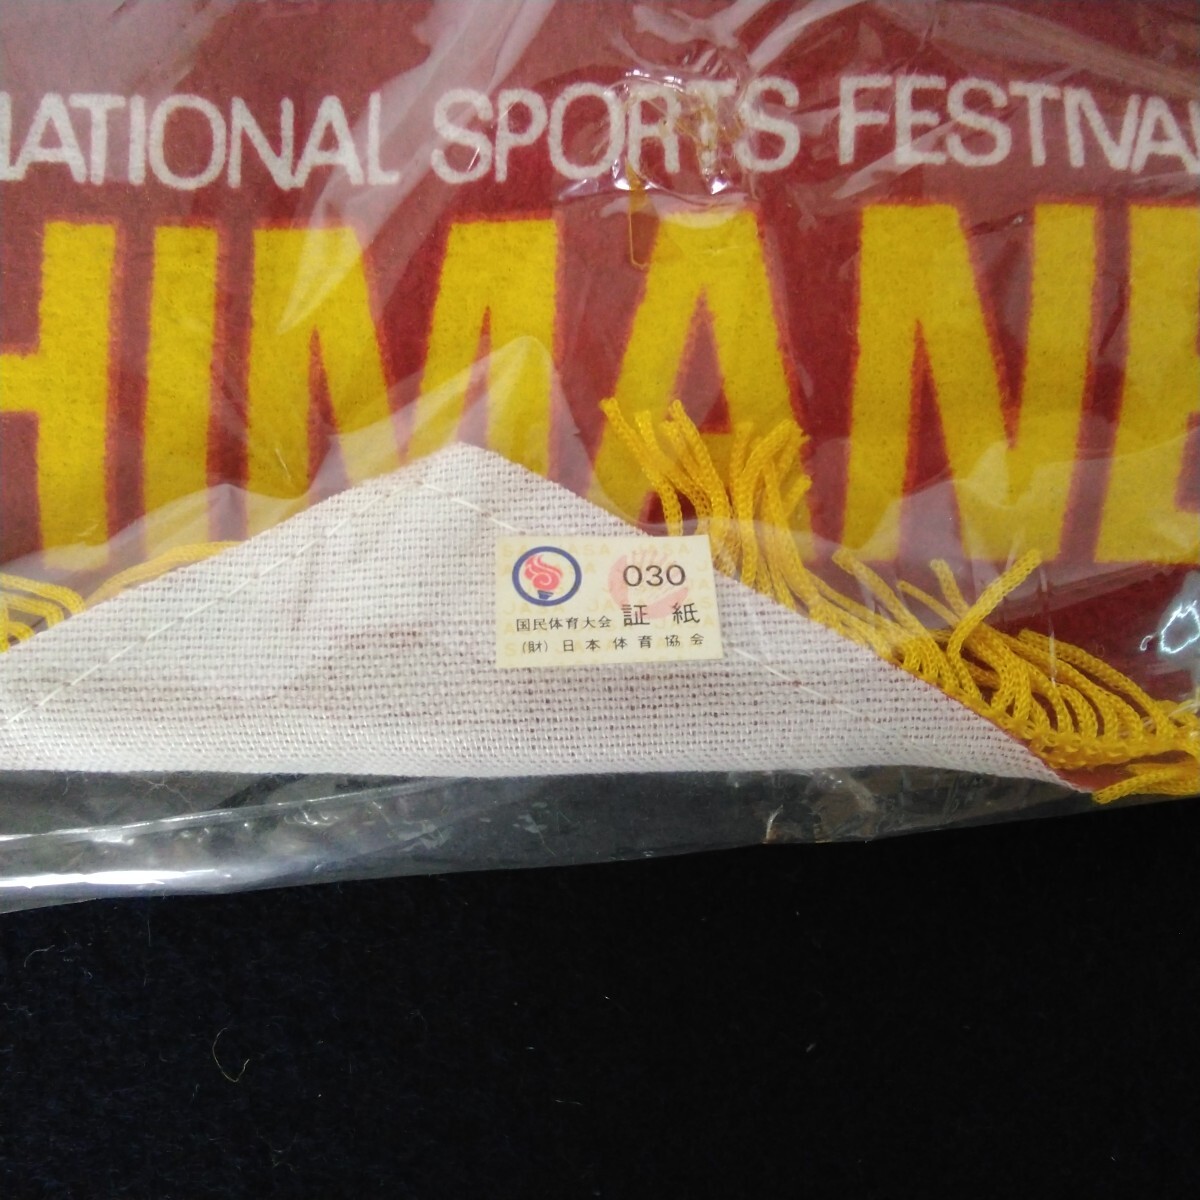 NATIONAL SPORTS FESTIVAL
HIMANE
030
国民体育大会 証紙
(財) 日本体育協会